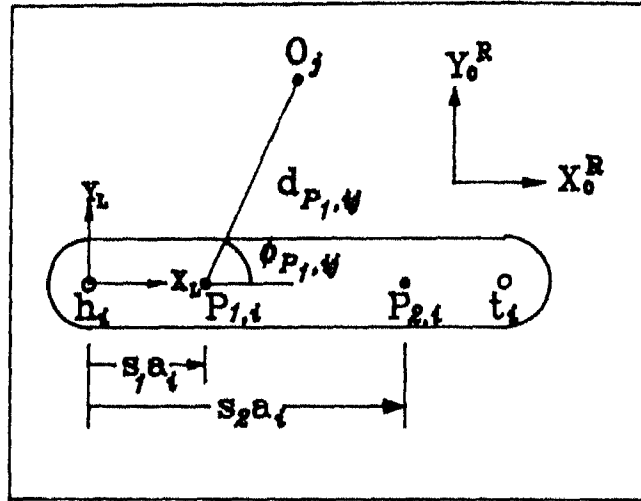 O_j
Y_0^R
X_0^R
d_{P_1,ij}
Y_L
ϕ_{P_1,ij}
X_L
h_i
P_{1,i}
P_{2,i}
t_i
s_1a_i
s_2a_i